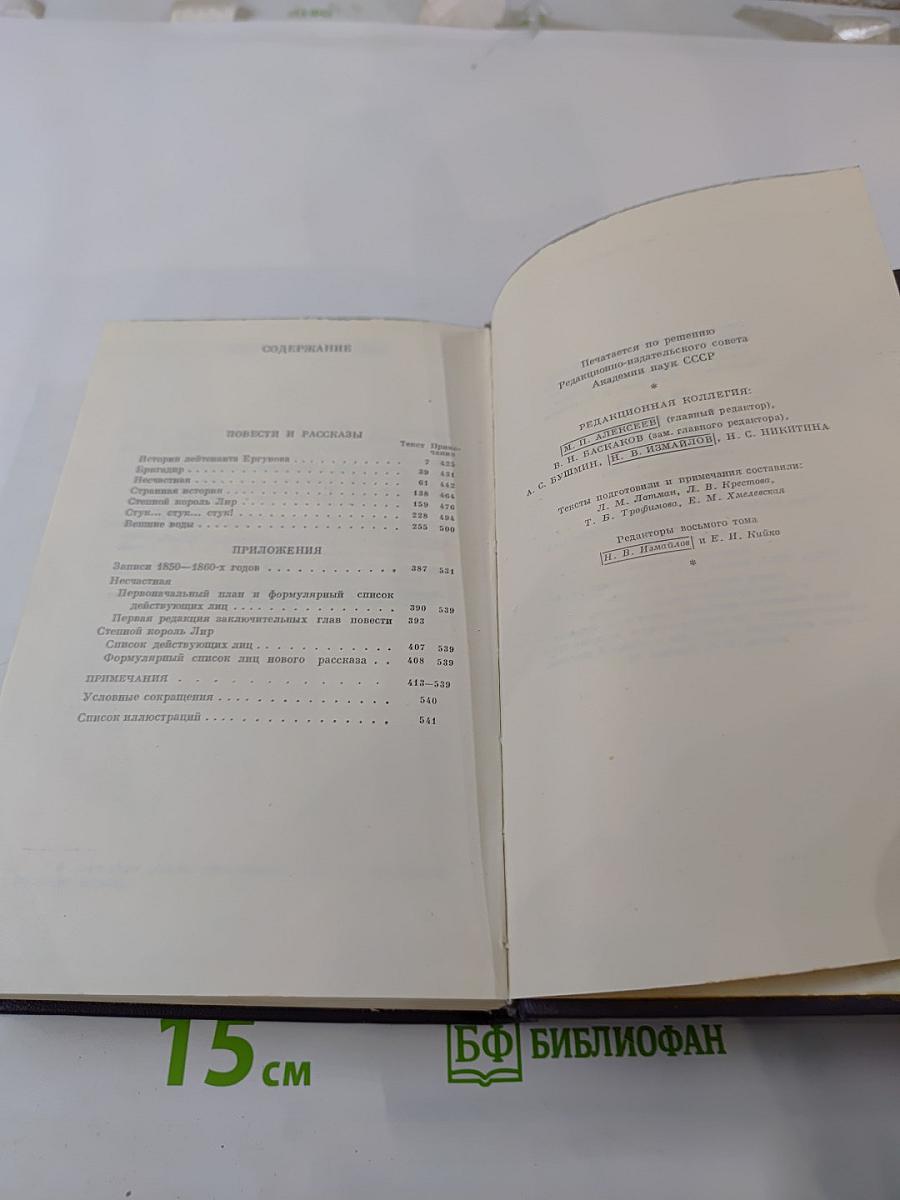 СОДЕРЖАНИЕ
ПОВЕСТИ И РАССКАЗЫ
Текст Приме-
чания
История лейтенанта Ергунова . . . . . . . . . . 7 425
Бригадир . . . . . . . . . . . . . . . . . . 39 431
Несчастная . . . . . . . . . . . . . . . . . 61 442
Странная история . . . . . . . . . . . . . . 138 464
Степной король Лир . . . . . . . . . . . . . 159 476
Стук... стук... стук! . . . . . . . . . . . . . 228 494
Вешние воды . . . . . . . . . . . . . . . . 255 500
ПРИЛОЖЕНИЯ
Записи 1850—1860-х годов . . . . . . . . . . . . 387 531
Несчастная
Первоначальный план и формулярный список
действующих лиц . . . . . . . . . . . . . . . 390 539
Первая редакция заключительных глав повести 393
Степной король Лир
Список действующих лиц . . . . . . . . . . . . 407 539
Формулярный список лиц нового рассказа . . 408 539
ПРИМЕЧАНИЯ . . . . . . . . . . . . 413—539
Условные сокращения . . . . . . . . . . . . . . . 540
Список иллюстраций . . . . . . . . . . . . . . . . 541
Печатается по решению
Редакционно-издательского совета
Академии наук СССР
*
РЕДАКЦИОННАЯ КОЛЛЕГИЯ:
М. П. АЛЕКСЕЕВ (главный редактор),
В. Н. БАСКАКОВ (зам. главного редактора),
А. С. БУШМИН, Н. В. ИЗМАЙЛОВ, Н. С. НИКИТИНА
Тексты подготовили и примечания составили:
Л. М. Лотман, Л. В. Крестова,
Т. Б. Трофимова, Е. М. Хмелевская
Редакторы восьмого тома
Н. В. Измайлов и Е. И. Кийко
*
15 см
БФ БИБЛИОФАН